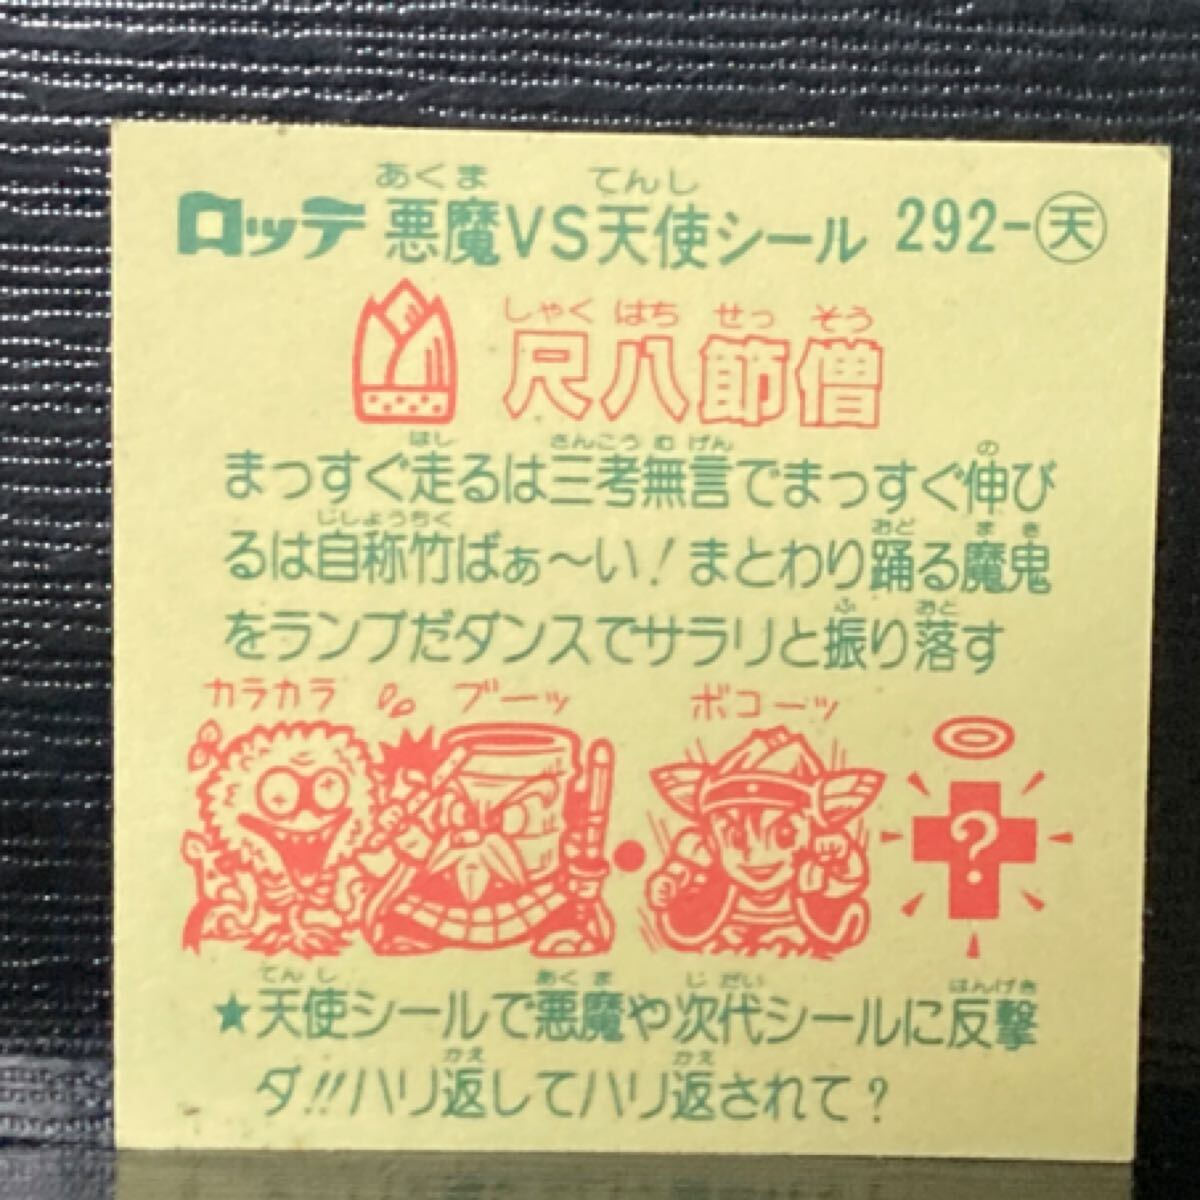 あくま てんし
ロッテ 悪魔VS天使シール 292-天
しゃく はち せっ そう
尺八節僧
はし さんこう む げん の
まっすぐ走るは三考無言でまっすぐ伸び
じしょうちく おど まき
るは自称竹ばぁ〜い!まとわり踊る魔鬼
ふ おと
をランプだダンスでサラリと振り落す
カラカラ ブーッ ボコーッ
?
てんし あくま じだい はんげき
★天使シールで悪魔や次代シールに反撃
かえ かえ
ダ!!ハリ返してハリ返されて?